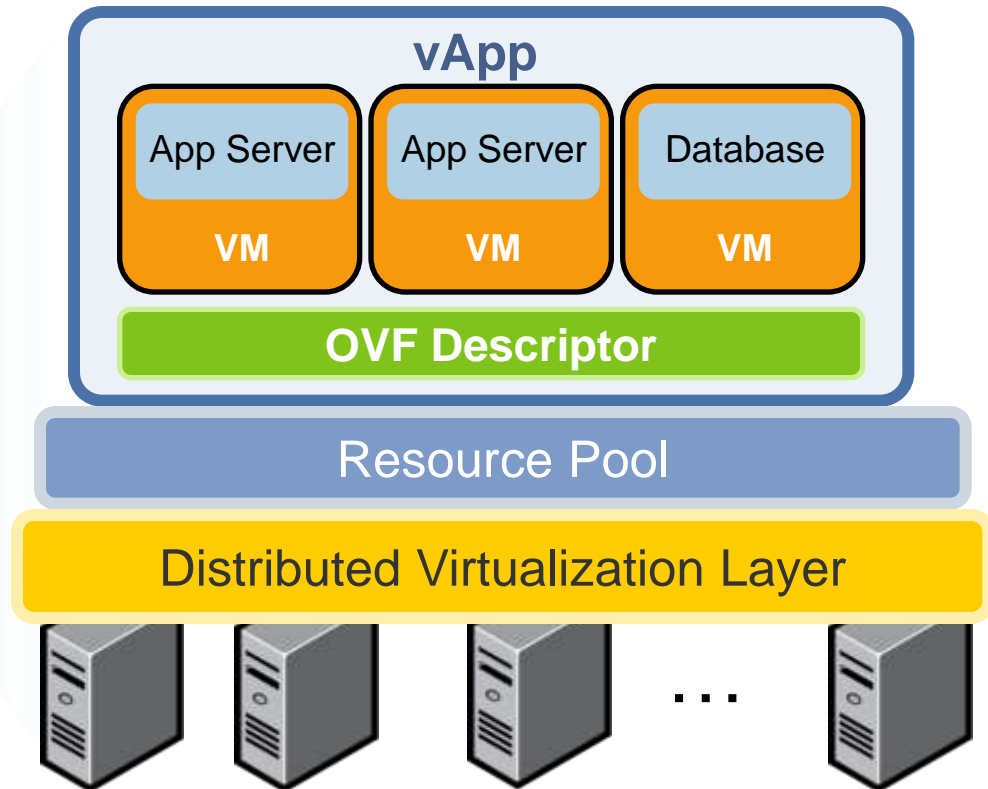 vApp
App Server
App Server
Database
VM
VM
VM
OVF Descriptor
Resource Pool
Distributed Virtualization Layer
...